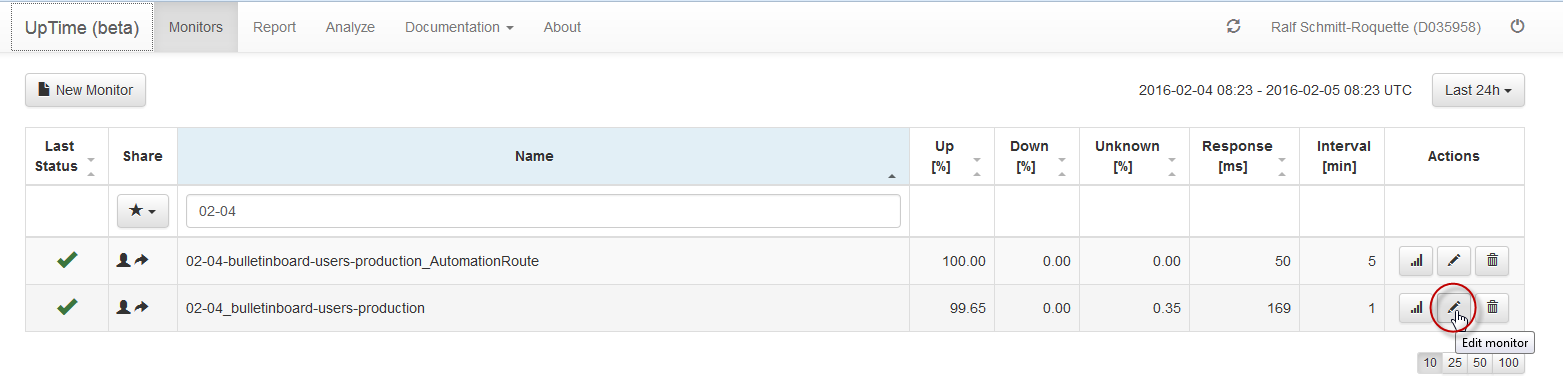 UpTime (beta) Monitors Report Analyze Documentation About Ralf Schmitt-Roquette (D035958)
New Monitor 2016-02-04 08:23 - 2016-02-05 08:23 UTC Last 24h
Last Status Share Name Up [%] Down [%] Unknown [%] Response [ms] Interval [min] Actions
02-04
02-04-bulletinboard-users-production_AutomationRoute 100.00 0.00 0.00 50 5
02-04_bulletinboard-users-production 99.65 0.00 0.35 169 1
Edit monitor
10 25 50 100